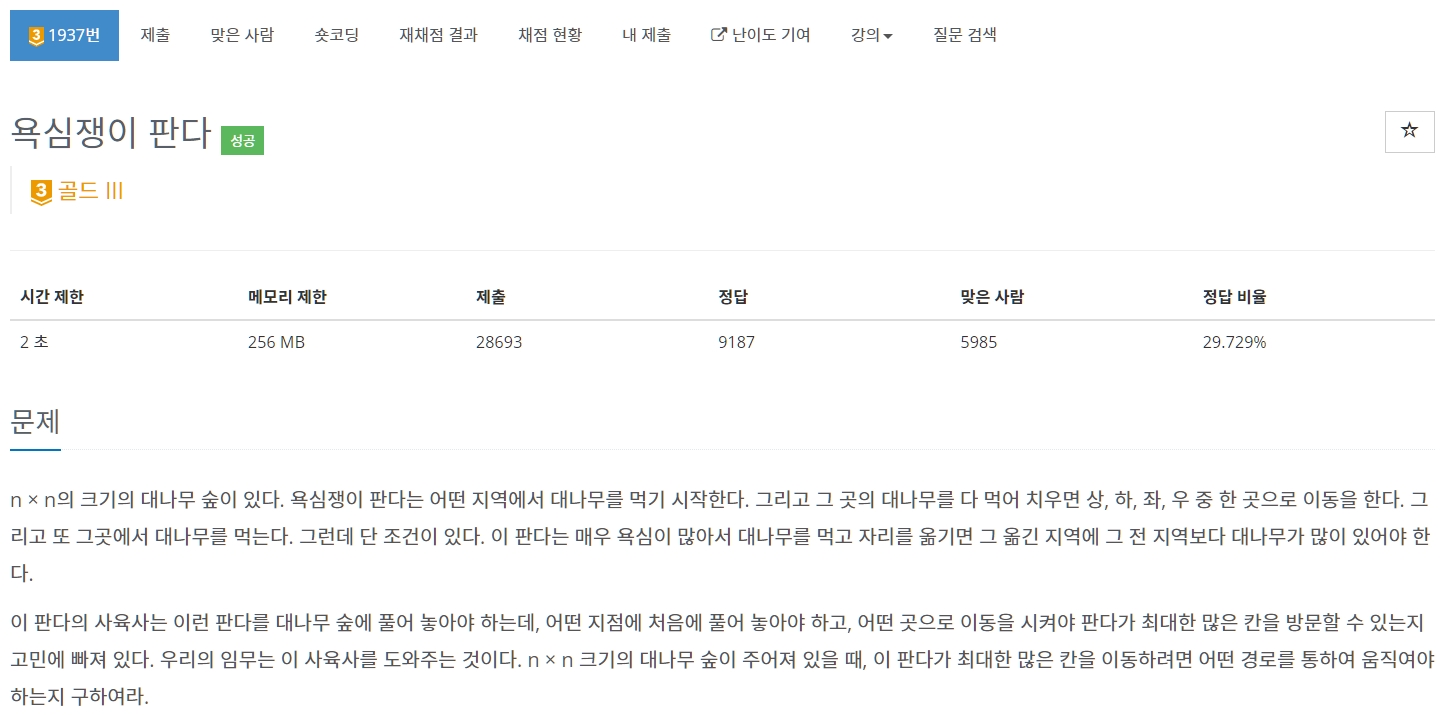 3 1937번 제출 맞은 사람 숏코딩 재채점 결과 채점 현황 내 제출 난이도 기여 강의 질문 검색
욕심쟁이 판다 성공
3 골드 III
시간 제한 메모리 제한 제출 정답 맞은 사람 정답 비율
2 초 256 MB 28693 9187 5985 29.729%
문제
n × n의 크기의 대나무 숲이 있다. 욕심쟁이 판다는 어떤 지역에서 대나무를 먹기 시작한다. 그리고 그 곳의 대나무를 다 먹어 치우면 상, 하, 좌, 우 중 한 곳으로 이동을 한다. 그
리고 또 그곳에서 대나무를 먹는다. 그런데 단 조건이 있다. 이 판다는 매우 욕심이 많아서 대나무를 먹고 자리를 옮기면 그 옮긴 지역에 그 전 지역보다 대나무가 많이 있어야 한
다.
이 판다의 사육사는 이런 판다를 대나무 숲에 풀어 놓아야 하는데, 어떤 지점에 처음에 풀어 놓아야 하고, 어떤 곳으로 이동을 시켜야 판다가 최대한 많은 칸을 방문할 수 있는지
고민에 빠져 있다. 우리의 임무는 이 사육사를 도와주는 것이다. n × n 크기의 대나무 숲이 주어져 있을 때, 이 판다가 최대한 많은 칸을 이동하려면 어떤 경로를 통하여 움직여야
하는지 구하여라.